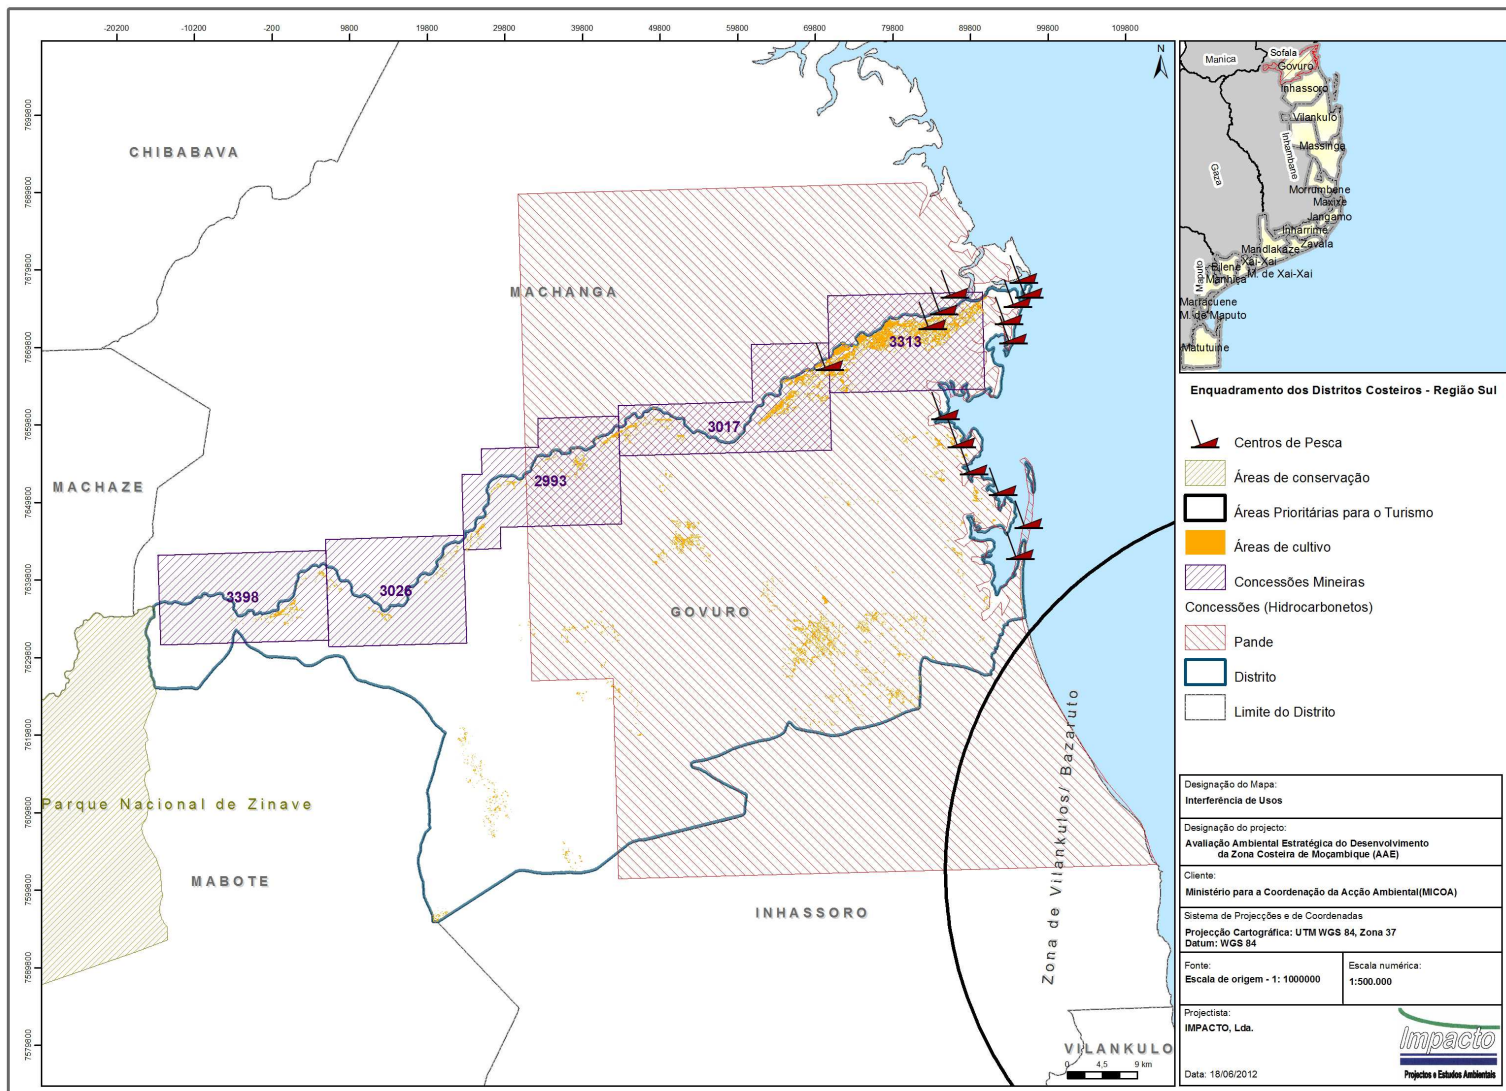 -20200 -10200 -200 9800 19800 29800 39800 49800 59800 69800 79800 89800 99800 109800
7699800
7689800
7679800
7669800
7659800
7649800
7639800
7629800
7619800
7609800
7599800
7589800
7579800
N
CHIBABAVA
MACHANGA
MACHAZE
GOVURO
MABOTE
INHASSORO
VILANKULO
Parque Nacional de Zinave
Zona de Vilankulos/ Bazaruto
3313
3017
2993
3026
3398
0 4,5 9 km
Sofala
Manica
Govuro
Inhassoro
Vilankulo
Inhambane
Massinga
Gaza
Morrumbene
Maxixe
Jangamo
Inharrime
Zavala
Mandlakaze
Xai-Xai
Bilene
M. de Xai-Xai
Manhiça
Maputo
Marracuene
M. de Maputo
Matutuine
Enquadramento dos Distritos Costeiros - Região Sul
Centros de Pesca
Áreas de conservação
Áreas Prioritárias para o Turismo
Áreas de cultivo
Concessões Mineiras
Concessões (Hidrocarbonetos)
Pande
Distrito
Limite do Distrito
Designação do Mapa:
Interferência de Usos
Designação do projecto:
Avaliação Ambiental Estratégica do Desenvolvimento
da Zona Costeira de Moçambique (AAE)
Cliente:
Ministério para a Coordenação da Acção Ambiental(MICOA)
Sistema de Projecções e de Coordenadas
Projecção Cartográfica: UTM WGS 84, Zona 37
Datum: WGS 84
Fonte:
Escala de origem - 1: 1000000
Escala numérica:
1:500.000
Projectista:
IMPACTO, Lda.
Data: 18/06/2012
Impacto
Projectos e Estudos Ambientais